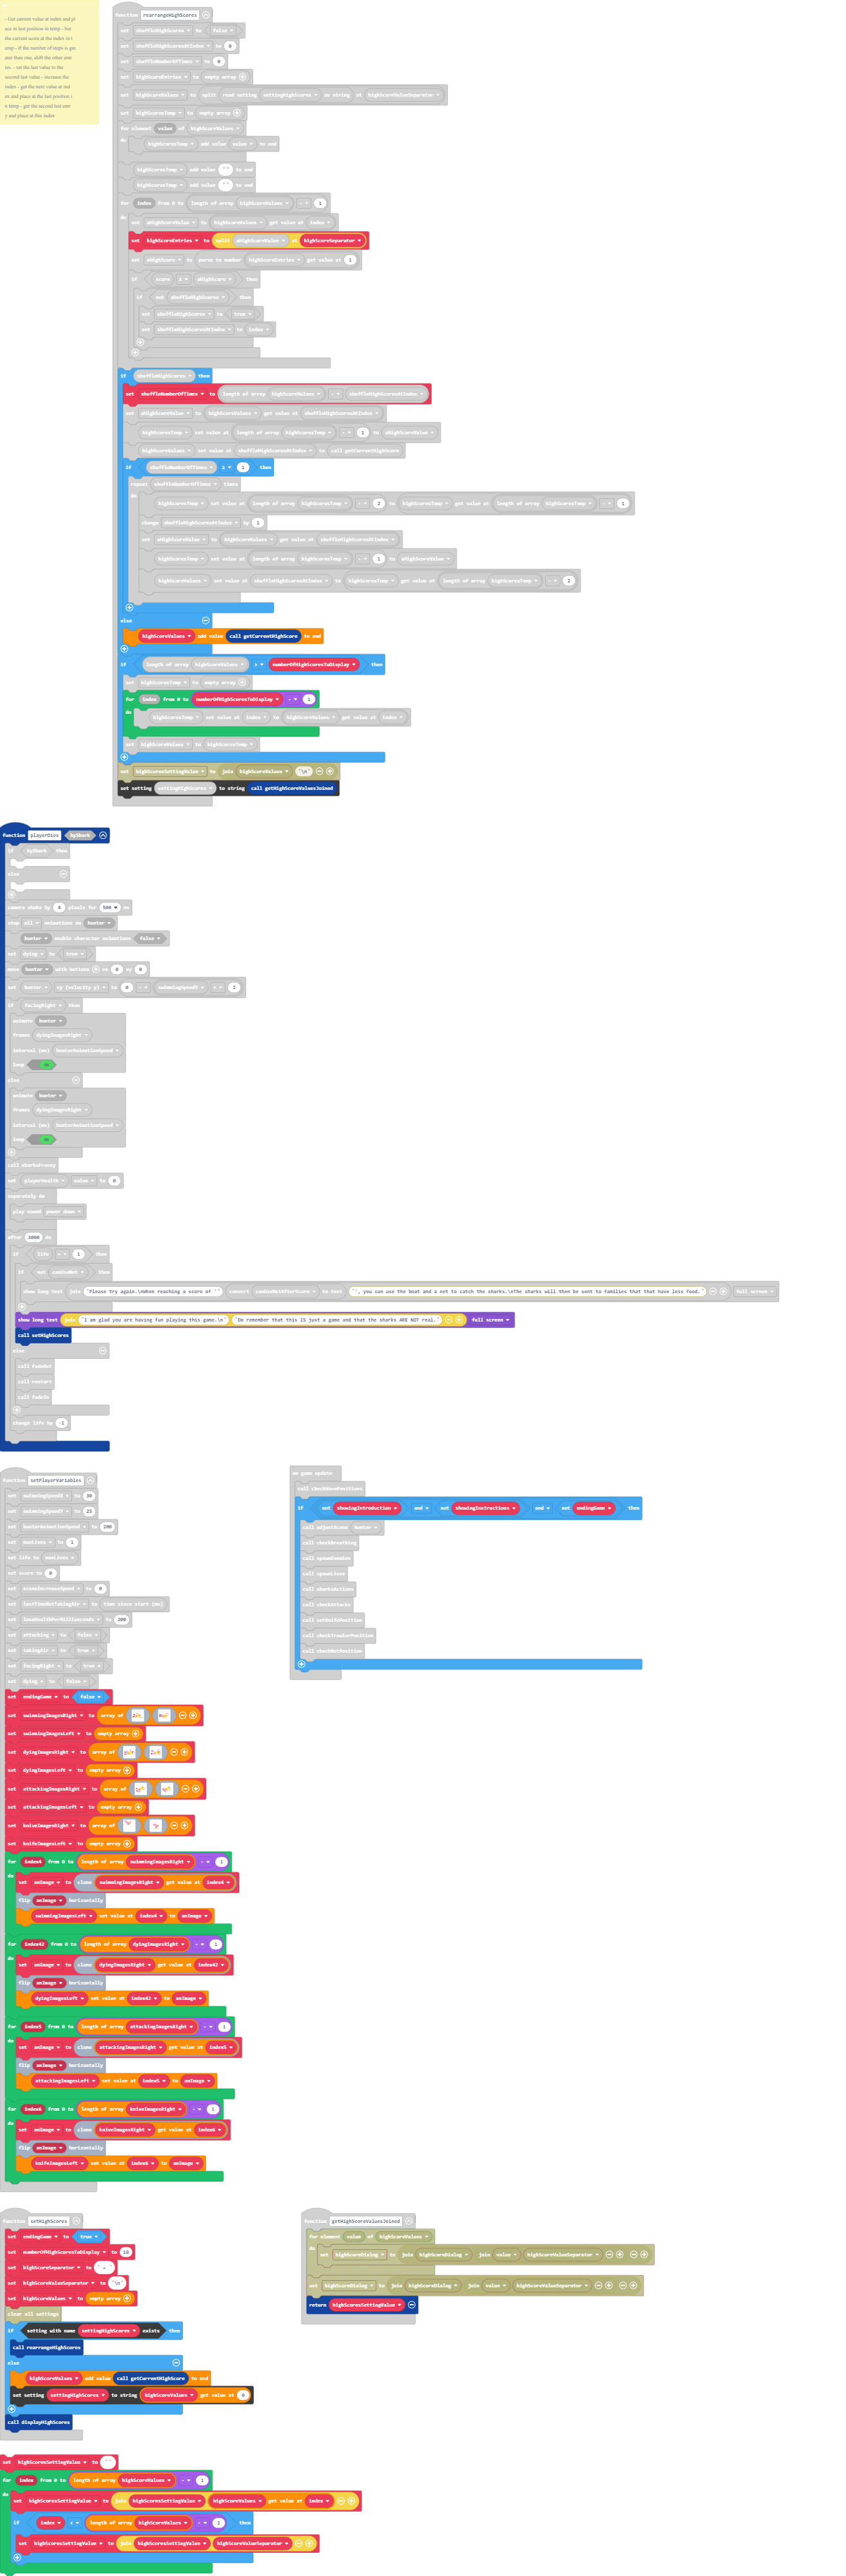 - Get current value at index and pl
ace in last position in temp - Set
the current score at the index in t
emp - If the number of steps is gre
ater than one, shift the other entr
ies. - set the last value to the
second last value - increase the
index - get the next value at ind
ex and place at the last position i
n temp - get the second last entr
y and place at this index
function rearrangeHighScores
set shuffleHighScores to false
set shuffleHighScoresAtIndex to 0
set shuffleNumberOfTimes to 0
set highScoreEntries to empty array
set highScoreValues to split read setting settingHighScores as string at highScoreValueSeparator
set highScoresTemp to empty array
for element value of highScoreValues
do
highScoresTemp add value value to end
highScoresTemp add value " " to end
highScoresTemp add value " " to end
for index from 0 to length of array highScoreValues - 1
do
set aHighScoreValue to highScoreValues get value at index
set highScoreEntries to split aHighScoreValue at highScoreSeparator
set aHighScore to parse to number highScoreEntries get value at 1
if score ≥ aHighScore then
if not shuffleHighScores then
set shuffleHighScores to true
set shuffleHighScoresAtIndex to index
if shuffleHighScores then
set shuffleNumberOfTimes to length of array highScoreValues - shuffleHighScoresAtIndex
set aHighScoreValue to highScoreValues get value at shuffleHighScoresAtIndex
highScoresTemp set value at length of array highScoresTemp - 1 to aHighScoreValue
highScoreValues set value at shuffleHighScoresAtIndex to call getCurrentHighScore
if shuffleNumberOfTimes ≥ 1 then
repeat shuffleNumberOfTimes times
do
highScoresTemp set value at length of array highScoresTemp - 2 to highScoresTemp get value at length of array highScoresTemp - 1
change shuffleHighScoresAtIndex by 1
set aHighScoreValue to highScoreValues get value at shuffleHighScoresAtIndex
highScoresTemp set value at length of array highScoresTemp - 1 to aHighScoreValue
highScoreValues set value at shuffleHighScoresAtIndex to highScoresTemp get value at length of array highScoresTemp - 2
else
highScoreValues add value call getCurrentHighScore to end
if length of array highScoreValues > numberOfHighScoresToDisplay then
set highScoresTemp to empty array
for index from 0 to numberOfHighScoresToDisplay - 1
do
highScoresTemp set value at index to highScoreValues get value at index
set highScoreValues to highScoresTemp
set highScoresSettingValue to join highScoreValues "\n"
set setting settingHighScores to string call getHighScoreValuesJoined
function playerDies byShark
if byShark then
else
camera shake by 4 pixels for 500 ms
stop all animations on hunter
hunter enable character animations false
set dying to true
move hunter with buttons vx 0 vy 0
set hunter vy (velocity y) to 0 - swimmingSpeedY ÷ 2
if facingRight then
animate hunter
frames dyingImagesRight
interval (ms) hunterAnimationSpeed
loop on
else
animate hunter
frames dyingImagesRight
interval (ms) hunterAnimationSpeed
loop on
call sharksFrenzy
set playerHealth value to 0
separately do
play sound power down
after 3000 do
if life = 1 then
if not canUseNet then
show long text join "Please try again.\nWhen reaching a score of " convert canUseNetAfterScore to text ", you can use the boat and a net to catch the sharks.\nThe sharks will then be sent to families that that have less food." full screen
show long text join "I am glad you are having fun playing this game.\n" "Do remember that this IS just a game and that the sharks ARE NOT real." full screen
call setHighScores
else
call fadeOut
call restart
call fadeIn
change life by -1
function setPlayerVariables
set swimmingSpeedX to 30
set swimmingSpeedY to 25
set hunterAnimationSpeed to 200
set maxLives to 1
set life to maxLives
set score to 0
set sceneIncreaseSpeed to 0
set lastTimeNotTakingAir to time since start (ms)
set loseHealthPerMilliseconds to 200
set attacking to false
set takingAir to true
set facingRight to true
set dying to false
set endingGame to false
set swimmingImagesRight to array of
set swimmingImagesLeft to empty array
set dyingImagesRight to array of
set dyingImagesLeft to empty array
set attackingImagesRight to array of
set attackingImagesLeft to empty array
set kniveImagesRight to array of
set knifeImagesLeft to empty array
for index4 from 0 to length of array swimmingImagesRight - 1
do
set anImage to clone swimmingImagesRight get value at index4
flip anImage horizontally
swimmingImagesLeft set value at index4 to anImage
for index42 from 0 to length of array dyingImagesRight - 1
do
set anImage to clone dyingImagesRight get value at index42
flip anImage horizontally
dyingImagesLeft set value at index42 to anImage
for index5 from 0 to length of array attackingImagesRight - 1
do
set anImage to clone attackingImagesRight get value at index5
flip anImage horizontally
attackingImagesLeft set value at index5 to anImage
for index6 from 0 to length of array kniveImagesRight - 1
do
set anImage to clone kniveImagesRight get value at index6
flip anImage horizontally
knifeImagesLeft set value at index6 to anImage
on game update
call checkWavePositions
if not showingIntroduction and not showingInstructions and not endingGame then
call adjustScene hunter
call checkBreathing
call spawnEnemies
call spawnLives
call sharksActions
call checkAttacks
call setKnifePosition
call checkTrawlerPosition
call checkNetPosition
function setHighScores
set endingGame to true
set numberOfHighScoresToDisplay to 10
set highScoreSeparator to " - "
set highScoreValueSeparator to "\n"
set highScoreValues to empty array
clear all settings
if setting with name settingHighScores exists then
call rearrangeHighScores
else
highScoreValues add value call getCurrentHighScore to end
set setting settingHighScores to string highScoreValues get value at 0
call displayHighScores
function getHighScoreValuesJoined
for element value of highScoreValues
do
set highScoreDialog to join highScoreDialog join value highScoreValueSeparator
set highScoreDialog to join highScoreDialog join value highScoreValueSeparator
return highScoresSettingValue
set highScoresSettingValue to " "
for index from 0 to length of array highScoreValues - 1
do
set highScoresSettingValue to join highScoresSettingValue highScoreValues get value at index
if index < length of array highScoreValues - 1 then
set highScoresSettingValue to join highScoresSettingValue highScoreValueSeparator